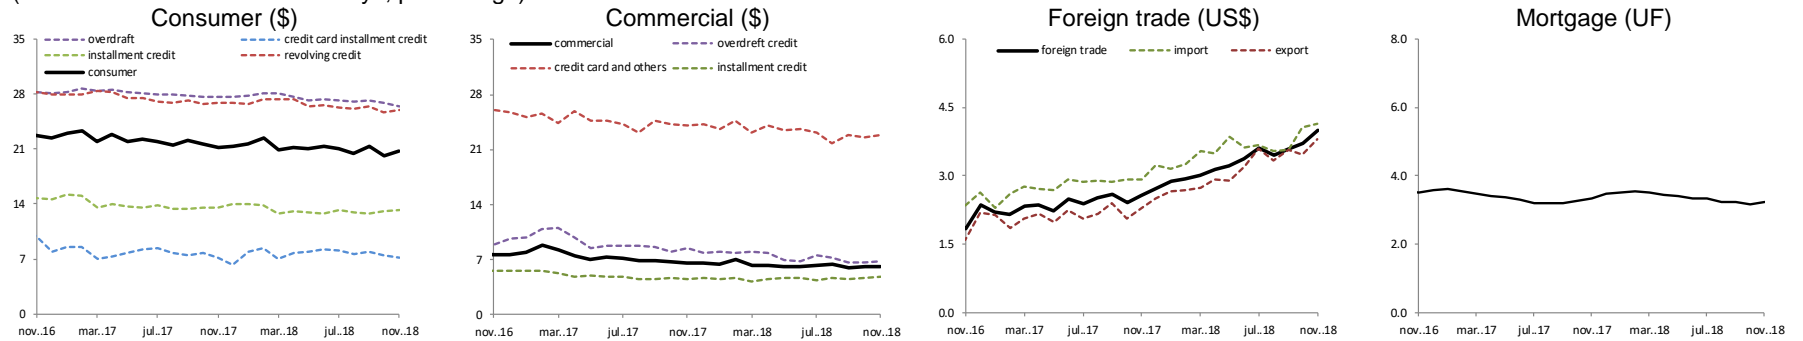 Consumer ($)
overdraft
credit card installment credit
installment credit
revolving credit
consumer
35
28
21
14
7
0
nov..16 mar..17 jul..17 nov..17 mar..18 jul..18 nov..18
Commercial ($)
commercial
overdreft credit
credit card and others
installment credit
35
28
21
14
7
0
nov..16 mar..17 jul..17 nov..17 mar..18 jul..18 nov..18
Foreign trade (US$)
foreign trade
import
export
6.0
4.5
3.0
1.5
0.0
nov..16 mar..17 jul..17 nov..17 mar..18 jul..18 nov..18
Mortgage (UF)
8.0
6.0
4.0
2.0
0.0
nov..16 mar..17 jul..17 nov..17 mar..18 jul..18 nov..18